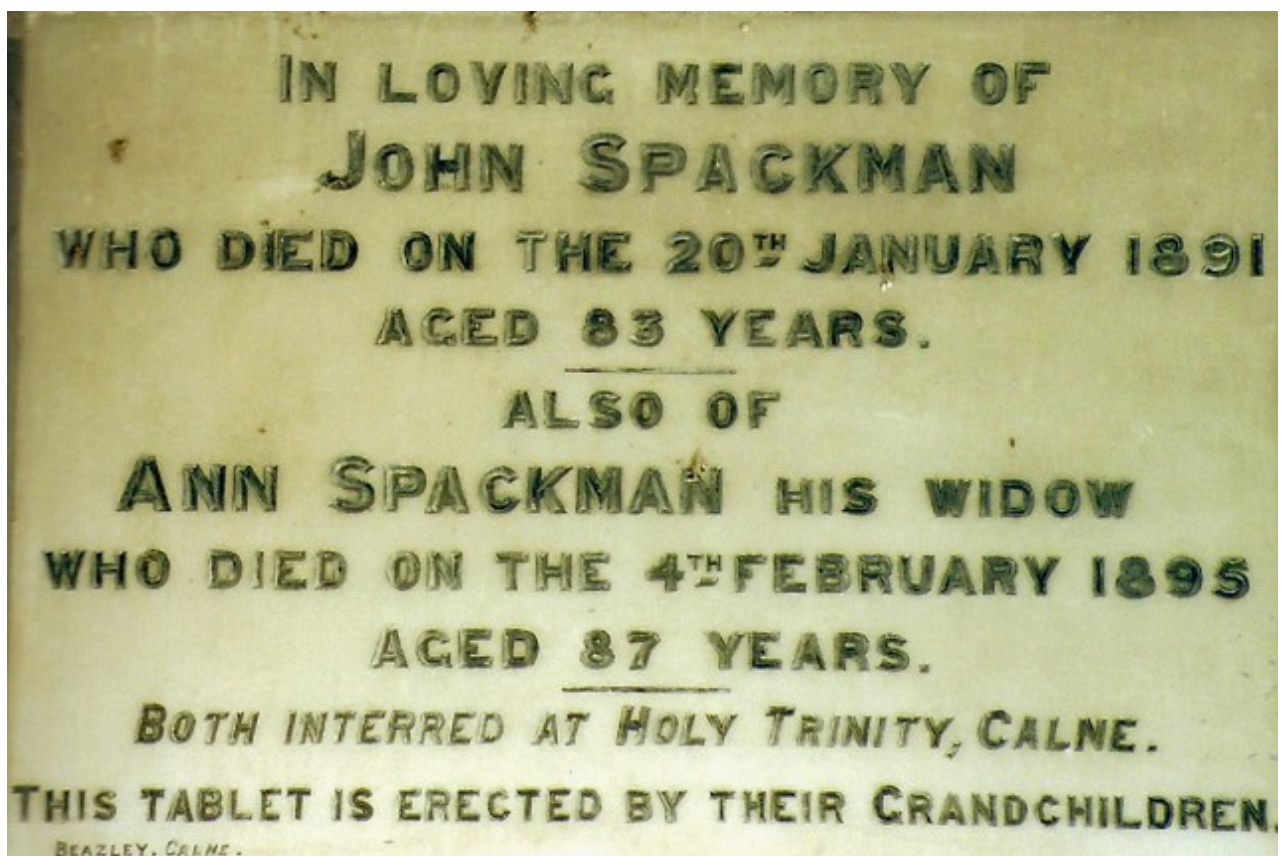 IN LOVING MEMORY OF
JOHN SPACKMAN
WHO DIED ON THE 20TH JANUARY 1891
AGED 83 YEARS.
ALSO OF
ANN SPACKMAN HIS WIDOW
WHO DIED ON THE 4TH FEBRUARY 1895
AGED 87 YEARS.
BOTH INTERRED AT HOLY TRINITY, CALNE.
THIS TABLET IS ERECTED BY THEIR GRANDCHILDREN.
BEAZLEY. CALNE.